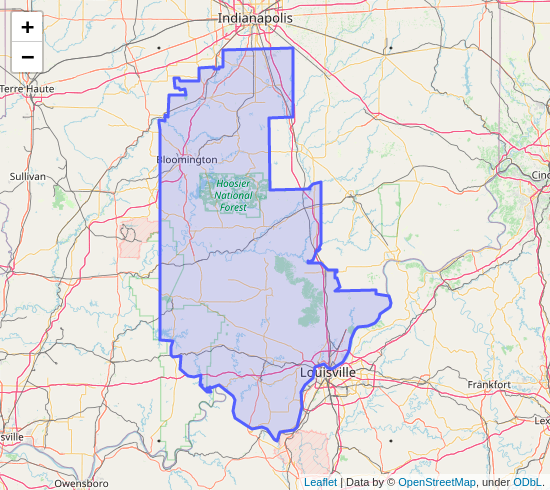 +
−
Indianapolis
Terre Haute
Bloomington
Sullivan
Hoosier
National
Forest
Cinc
Louisville
Frankfort
Lex
sville
Owensboro
Leaflet | Data by © OpenStreetMap, under ODbL.